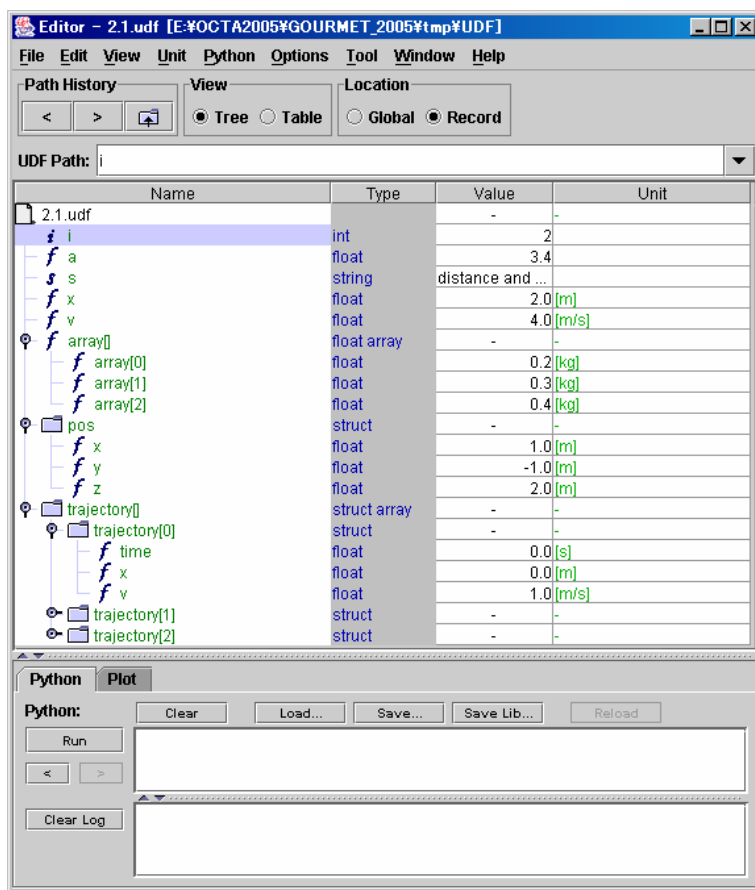 Editor - 2.1.udf [E:¥OCTA2005¥GOURMET_2005¥tmp¥UDF]
File Edit View Unit Python Options Tool Window Help
Path History View Location
< > Tree Table Global Record
UDF Path: i
Name Type Value Unit
2.1.udf - -
i i int 2
f a float 3.4
s s string distance and ...
f x float 2.0 [m]
f v float 4.0 [m/s]
f array[] float array - -
f array[0] float 0.2 [kg]
f array[1] float 0.3 [kg]
f array[2] float 0.4 [kg]
pos struct - -
f x float 1.0 [m]
f y float -1.0 [m]
f z float 2.0 [m]
trajectory[] struct array - -
trajectory[0] struct - -
f time float 0.0 [s]
f x float 0.0 [m]
f v float 1.0 [m/s]
trajectory[1] struct - -
trajectory[2] struct - -
Python Plot
Python: Clear Load... Save... Save Lib... Reload
Run
< >
Clear Log